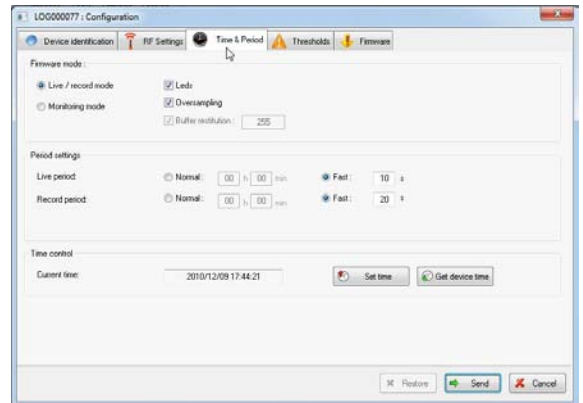 LOG000077 : Configuration
Device identification RF Settings Time & Period Thresholds Firmware
Firmware mode :
Live / record mode Leds
Monitoring mode Oversampling
Buffer restitution : 255
Period settings
Live period: Normal : 00 h 00 min Fast : 10 s
Record period: Normal : 00 h 00 min Fast : 20 s
Time control
Current time: 2010/12/09 17:44:21 Set time Get device time
Restore Send Cancel